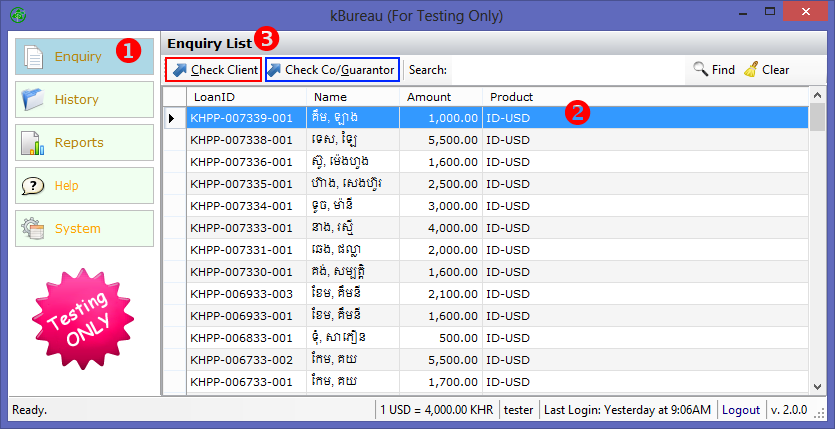 kBureau (For Testing Only)
Enquiry
1
History
Reports
Help
System
Testing
ONLY
Enquiry List 3
Check Client Check Co/Guarantor Search: Find Clear
LoanID Name Amount Product
KHPP-007339-001 គឹម, ឡាង 1,000.00 ID-USD 2
KHPP-007338-001 ទេស, ឡៃ 5,500.00 ID-USD
KHPP-007336-001 ស៊ូ, ម៉េងហួង 1,600.00 ID-USD
KHPP-007335-001 ហ៊ាង, សេងហ៊ូរ 2,500.00 ID-USD
KHPP-007334-001 ទូច, ម៉ានី 3,000.00 ID-USD
KHPP-007333-001 នាង, រស្មី 4,000.00 ID-USD
KHPP-007331-001 ឆេង, ផល្លា 2,000.00 ID-USD
KHPP-007330-001 គង់, សម្បត្តិ 1,600.00 ID-USD
KHPP-006933-003 ខែម, គឹមនី 2,100.00 ID-USD
KHPP-006933-001 ខែម, គឹមនី 1,600.00 ID-USD
KHPP-006833-001 ទុំ, សាភឿន 500.00 ID-USD
KHPP-006733-002 កែម, គយ 5,500.00 ID-USD
KHPP-006733-001 កែម, គយ 1,700.00 ID-USD
Ready. 1 USD = 4,000.00 KHR tester Last Login: Yesterday at 9:06AM Logout v. 2.0.0